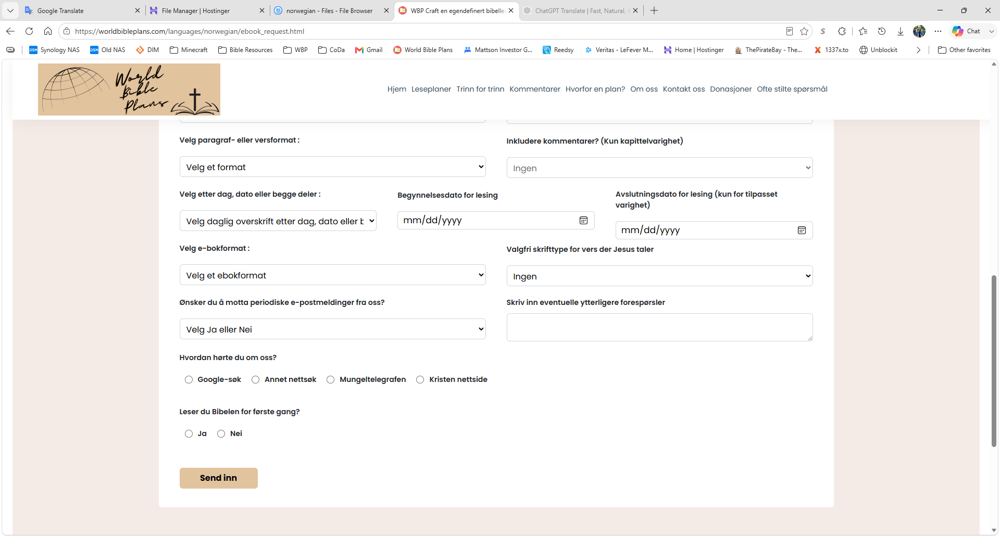 Google Translate
File Manager | Hostinger
norwegian - Files - File Browser
WBP Craft en egendefinert bibelle
ChatGPT Translate | Fast, Natural,
https://worldbibleplans.com/languages/norwegian/ebook_request.html
Chat
Synology NAS
Old NAS
DIM
Minecraft
Bible Resources
WBP
CoDa
Gmail
World Bible Plans
Mattson Investor G...
Reedsy
Veritas - LeFever M...
Home | Hostinger
ThePirateBay - The...
1337x.to
Unblockit
Other favorites
World
Bible
Plans
Hjem Leseplaner Trinn for trinn Kommentarer Hvorfor en plan? Om oss Kontakt oss Donasjoner Ofte stilte spørsmål
Velg paragraf- eller versformat :
Inkludere kommentarer? (Kun kapittelvarighet)
Velg et format
Ingen
Velg etter dag, dato eller begge deler :
Begynnelsesdato for lesing
Avslutningsdato for lesing (kun for tilpasset
varighet)
Velg daglig overskrift etter dag, dato eller b
mm/dd/yyyy
mm/dd/yyyy
Velg e-bokformat :
Valgfri skrifttype for vers der Jesus taler
Velg et ebokformat
Ingen
Ønsker du å motta periodiske e-postmeldinger fra oss?
Skriv inn eventuelle ytterligere forespørsler
Velg Ja eller Nei
Hvordan hørte du om oss?
Google-søk Annet nettsøk Mungeltelegrafen Kristen nettside
Leser du Bibelen for første gang?
Ja Nei
Send inn